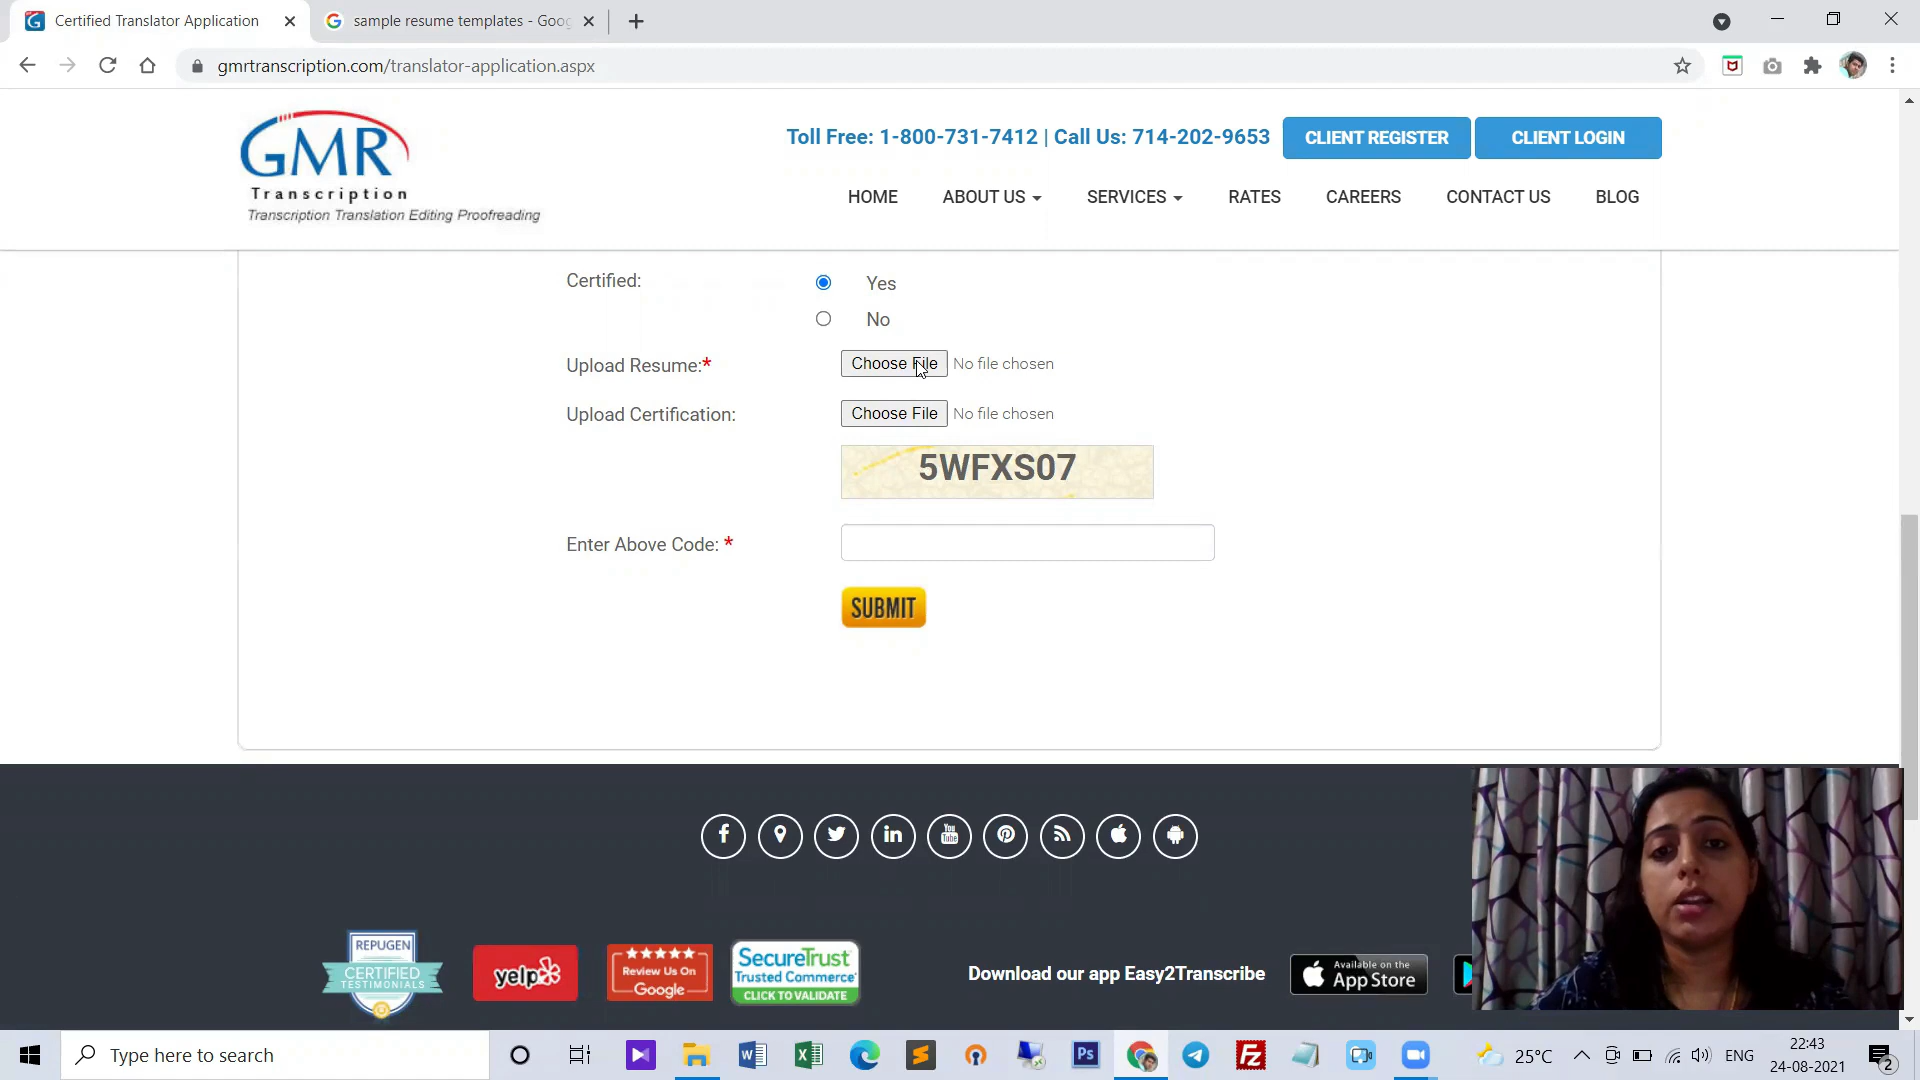 Certified Translator Application
sample resume templates - Goog
gmrtranscription.com/translator-application.aspx
GMR
Transcription
Transcription Translation Editing Proofreading
Toll Free: 1-800-731-7412 | Call Us: 714-202-9653
CLIENT REGISTER
CLIENT LOGIN
HOME
ABOUT US
SERVICES
RATES
CAREERS
CONTACT US
BLOG
Certified:
Yes
No
Upload Resume:*
Choose File
No file chosen
Upload Certification:
Choose File
No file chosen
5WFXS07
Enter Above Code: *
SUBMIT
REPUGEN
CERTIFIED
TESTIMONIALS
yelp
Review Us On
Google
SecureTrust
Trusted Commerce
CLICK TO VALIDATE
Download our app Easy2Transcribe
Available on the
App Store
Type here to search
25°C
ENG
22:43
24-08-2021
2